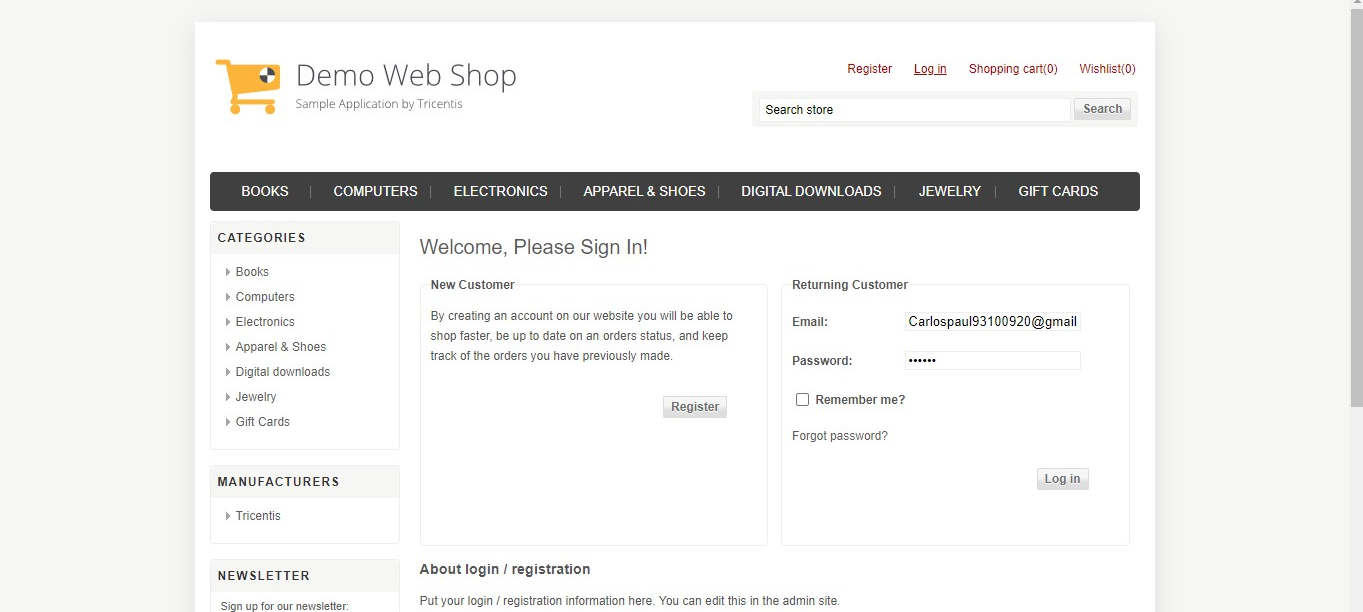 Demo Web Shop
Sample Application by Tricentis
Register Log in Shopping cart(0) Wishlist(0)
Search store Search
BOOKS COMPUTERS ELECTRONICS APPAREL & SHOES DIGITAL DOWNLOADS JEWELRY GIFT CARDS
CATEGORIES
Books
Computers
Electronics
Apparel & Shoes
Digital downloads
Jewelry
Gift Cards
MANUFACTURERS
Tricentis
NEWSLETTER
Sign up for our newsletter:
Welcome, Please Sign In!
New Customer
By creating an account on our website you will be able to
shop faster, be up to date on an orders status, and keep
track of the orders you have previously made.
Register
Returning Customer
Email: Carlospaul93100920@gmail
Password: ••••••
Remember me?
Forgot password?
Log in
About login / registration
Put your login / registration information here. You can edit this in the admin site.